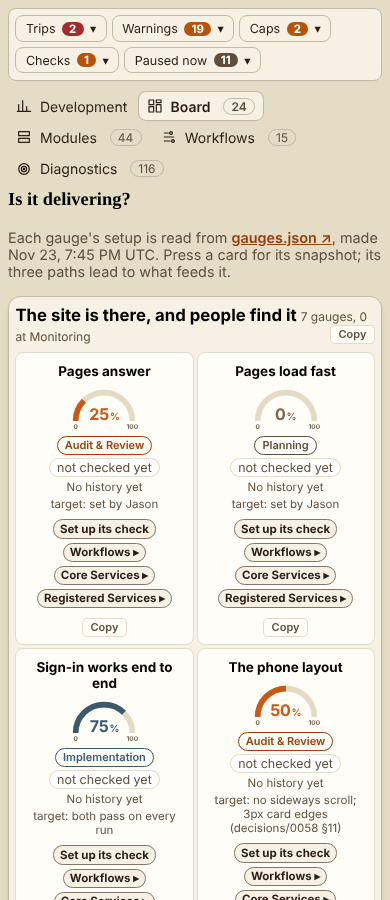 Trips 2 ▾ Warnings 19 ▾ Caps 2 ▾
Checks 1 ▾ Paused now 11 ▾
Development Board 24
Modules 44 Workflows 15
Diagnostics 116
Is it delivering?
Each gauge's setup is read from gauges.json ↗, made
Nov 23, 7:45 PM UTC. Press a card for its snapshot; its
three paths lead to what feeds it.
The site is there, and people find it 7 gauges, 0
at Monitoring
Copy
Pages answer
25%
0 100
Audit & Review
not checked yet
No history yet
target: set by Jason
Set up its check
Workflows ▸
Core Services ▸
Registered Services ▸
Copy
Pages load fast
0%
0 100
Planning
not checked yet
No history yet
target: set by Jason
Set up its check
Workflows ▸
Core Services ▸
Registered Services ▸
Copy
Sign-in works end to
end
75%
0 100
Implementation
not checked yet
No history yet
target: both pass on every
run
Set up its check
Workflows ▸
Core Services ▸
The phone layout
50%
0 100
Audit & Review
not checked yet
No history yet
target: no sideways scroll;
3px card edges
(decisions/0058 §11)
Set up its check
Workflows ▸
Core Services ▸